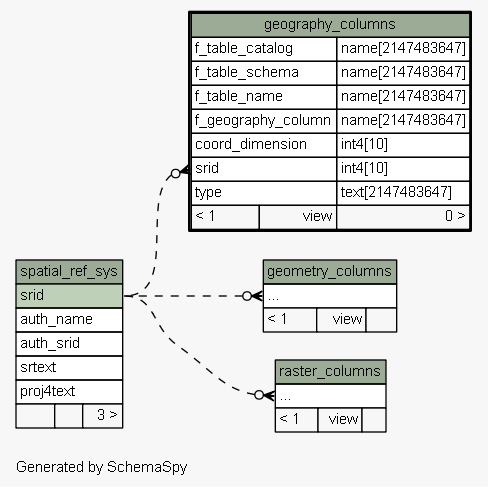 geography_columns
f_table_catalog name[2147483647]
f_table_schema name[2147483647]
f_table_name name[2147483647]
f_geography_column name[2147483647]
coord_dimension int4[10]
srid int4[10]
type text[2147483647]
< 1 view 0 >
spatial_ref_sys
srid
auth_name
auth_srid
srtext
proj4text
3 >
geometry_columns
...
< 1 view
raster_columns
...
< 1 view
Generated by SchemaSpy